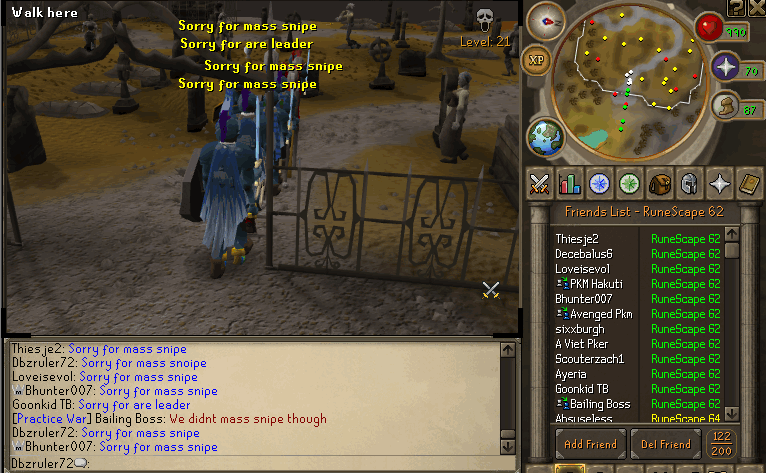 Walk here
Sorry for mass snipe
Sorry for are leader
Sorry for mass snipe
Sorry for mass snipe
Level: 21
?
990
XP
70
87
Friends List - RuneScape 62
Thiesje2 RuneScape 62
Decebalus6 RuneScape 62
Loveisevol RuneScape 62
PKM Hakuti RuneScape 62
Bhunter007 RuneScape 62
Avenged Pkm RuneScape 62
sixxburgh RuneScape 62
A Viet Pker RuneScape 62
Scouterzach1 RuneScape 62
Ayeria RuneScape 62
Goonkid TB RuneScape 62
Bailing Boss RuneScape 62
Absuseless RuneScape 64
Add Friend
Del Friend
122
200
Thiesje2: Sorry for mass snipe
Dbzruler72: Sorry for mass snoipe
Loveisevol: Sorry for mass snipe
Bhunter007: Sorry for mass snipe
Goonkid TB: Sorry for are leader
[Practice War] Bailing Boss: We didnt mass snipe though
Dbzruler72: Sorry for mass snipe
Bhunter007: Sorry for mass snipe
Dbzruler72: